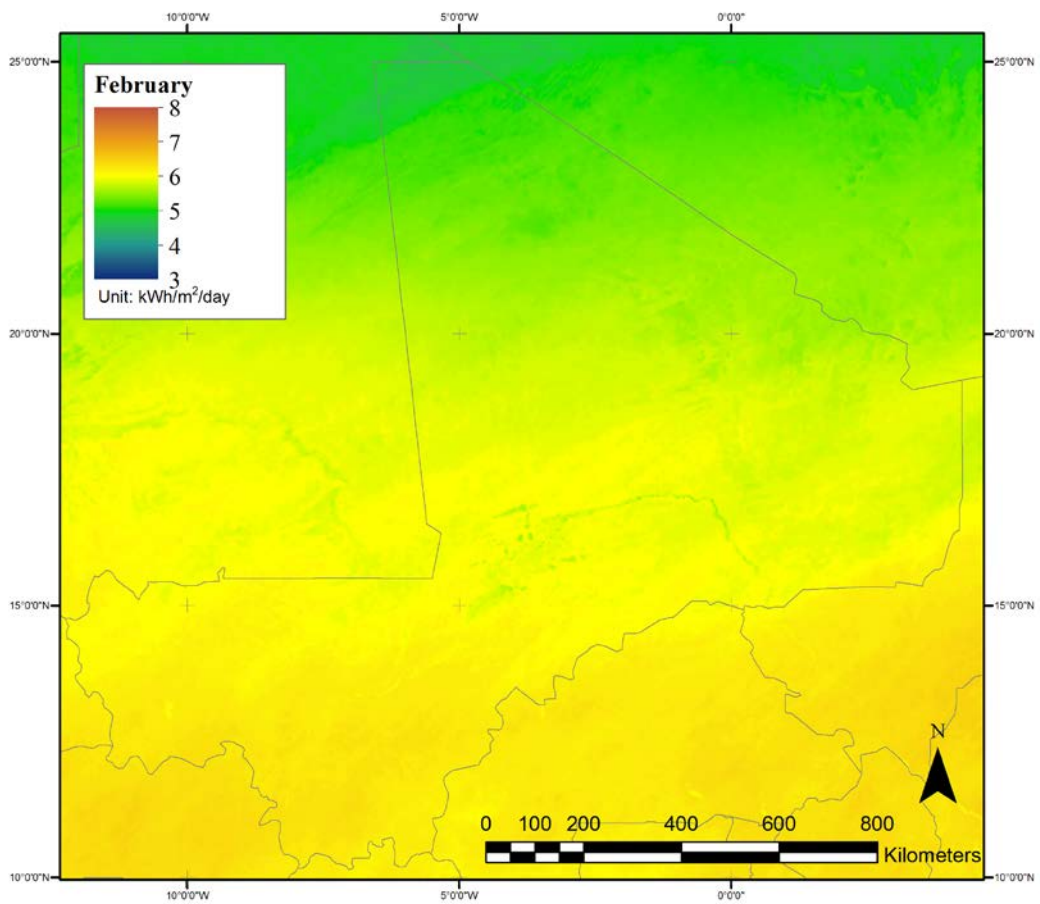 10°0'0"W 5°0'0"W 0°0'0"
25°0'0"N 25°0'0"N
February
8
7
6
5
4
3
Unit: kWh/m²/day
20°0'0"N 20°0'0"N
15°0'0"N 15°0'0"N
N
0 100 200 400 600 800
Kilometers
10°0'0"N 10°0'0"N
10°0'0"W 5°0'0"W 0°0'0"